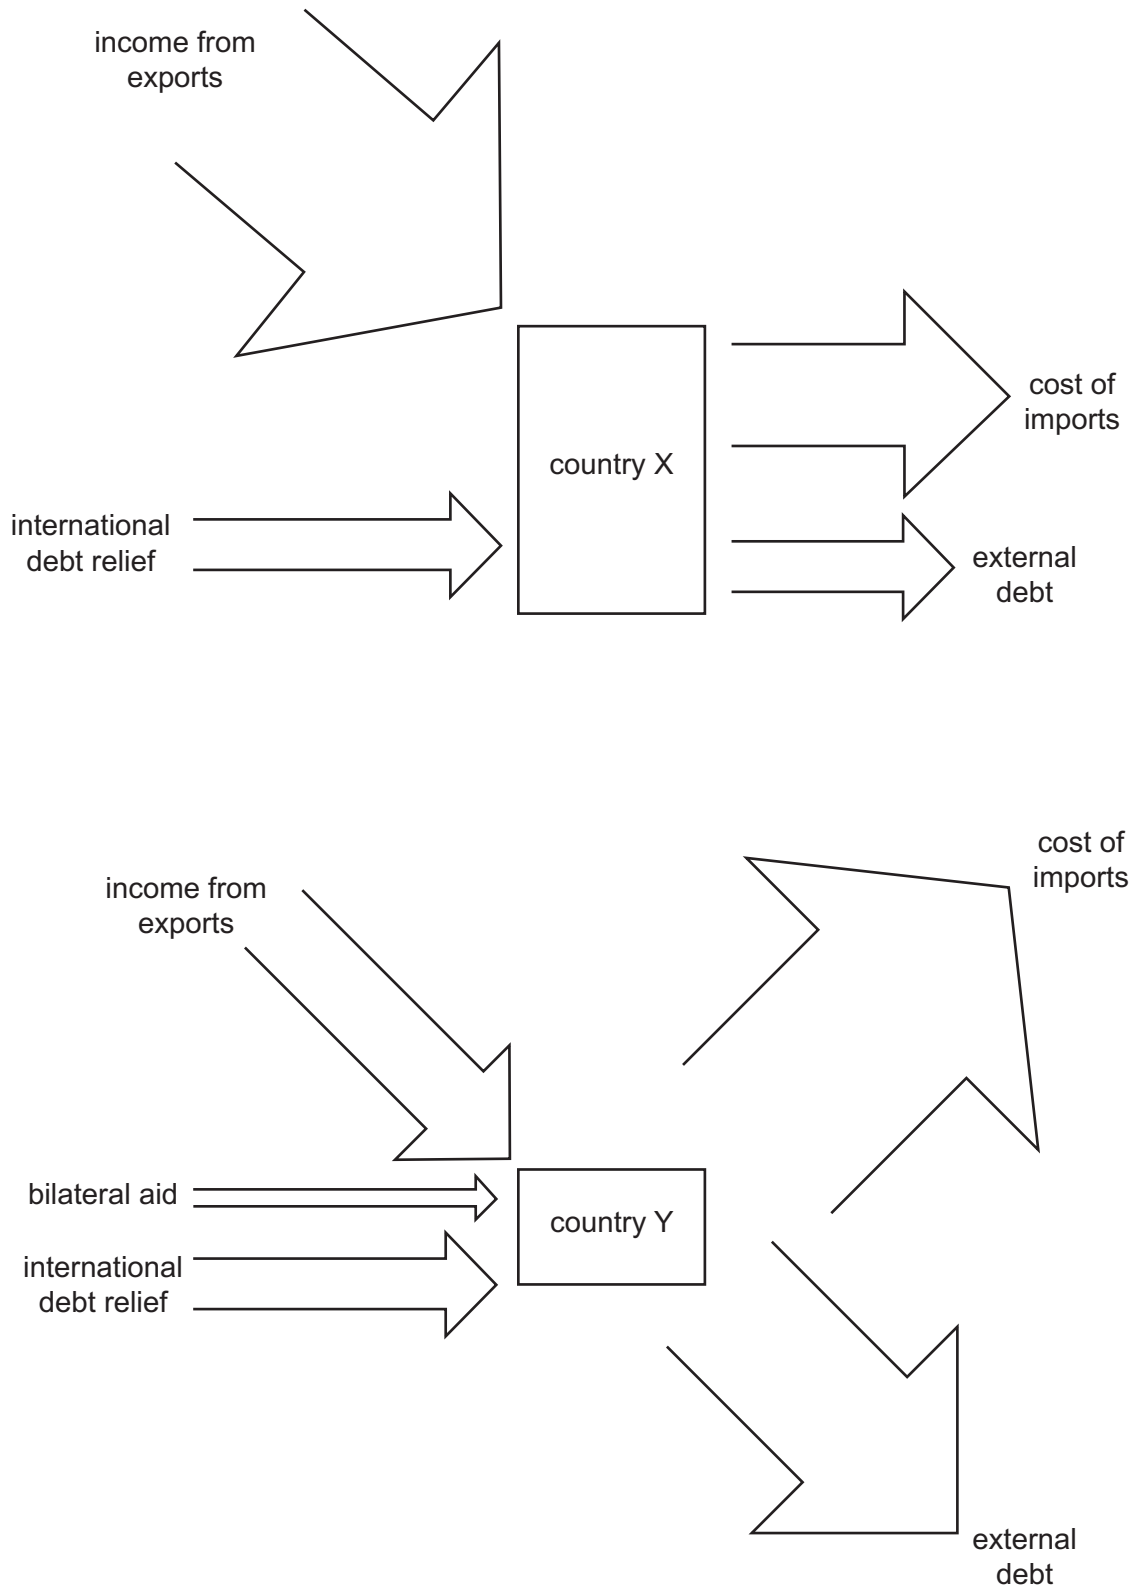 income from
exports
cost of
imports
country X
international
debt relief
external
debt
cost of
imports
income from
exports
bilateral aid
country Y
international
debt relief
external
debt